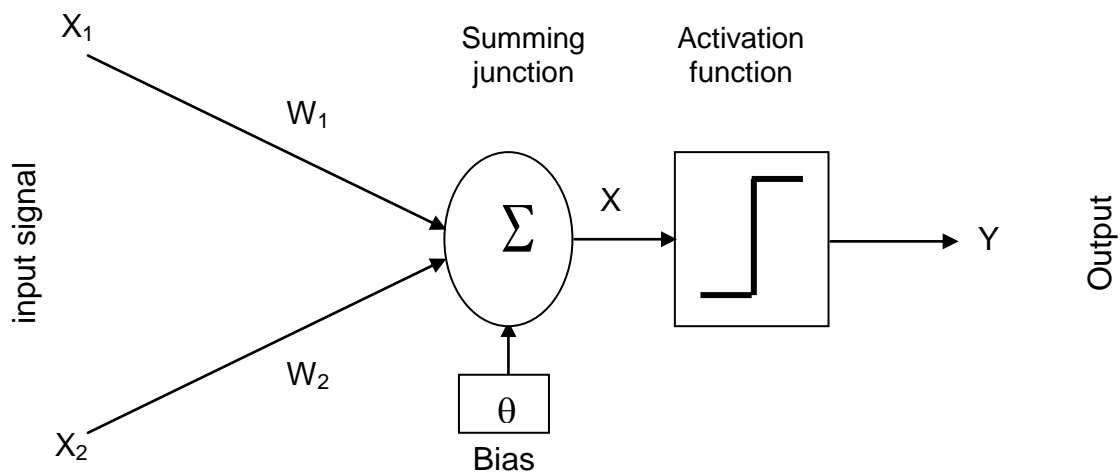 X₁
Summing
junction
Activation
function
W₁
input signal
Σ
X
Y
Output
W₂
θ
X₂
Bias